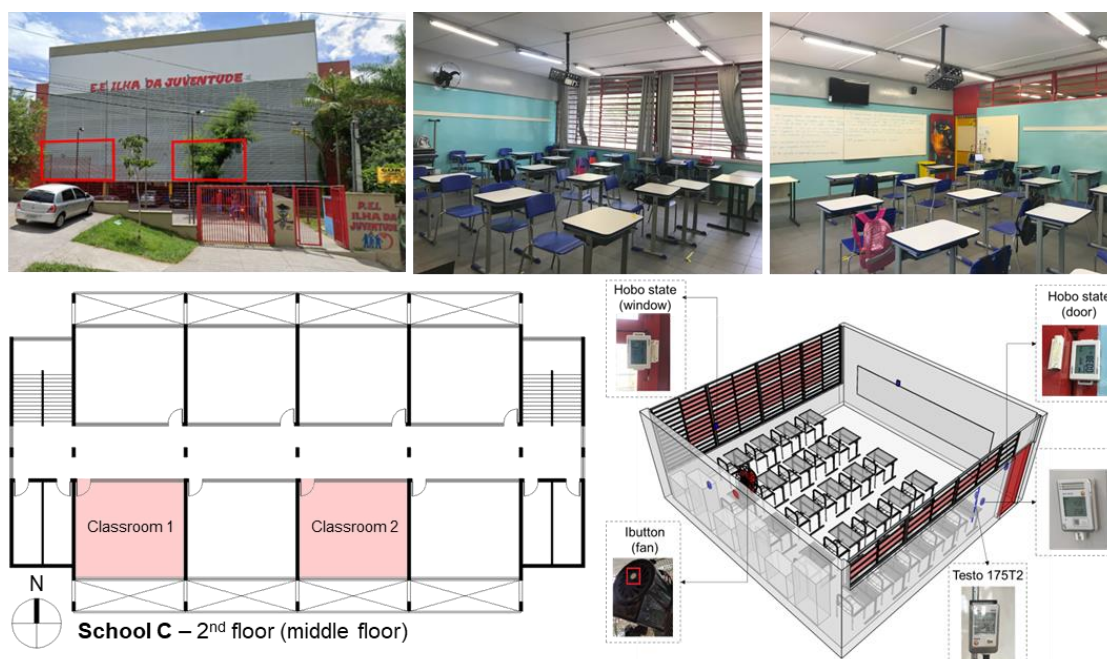 E.E ILHA DA JUVENTUDE
P.EI.
ILHA DA
JUVENTUDE
Hobo state
(window)
Hobo state
(door)
Classroom 1
Classroom 2
Ibutton
(fan)
Testo 175T2
N
School C – 2nd floor (middle floor)